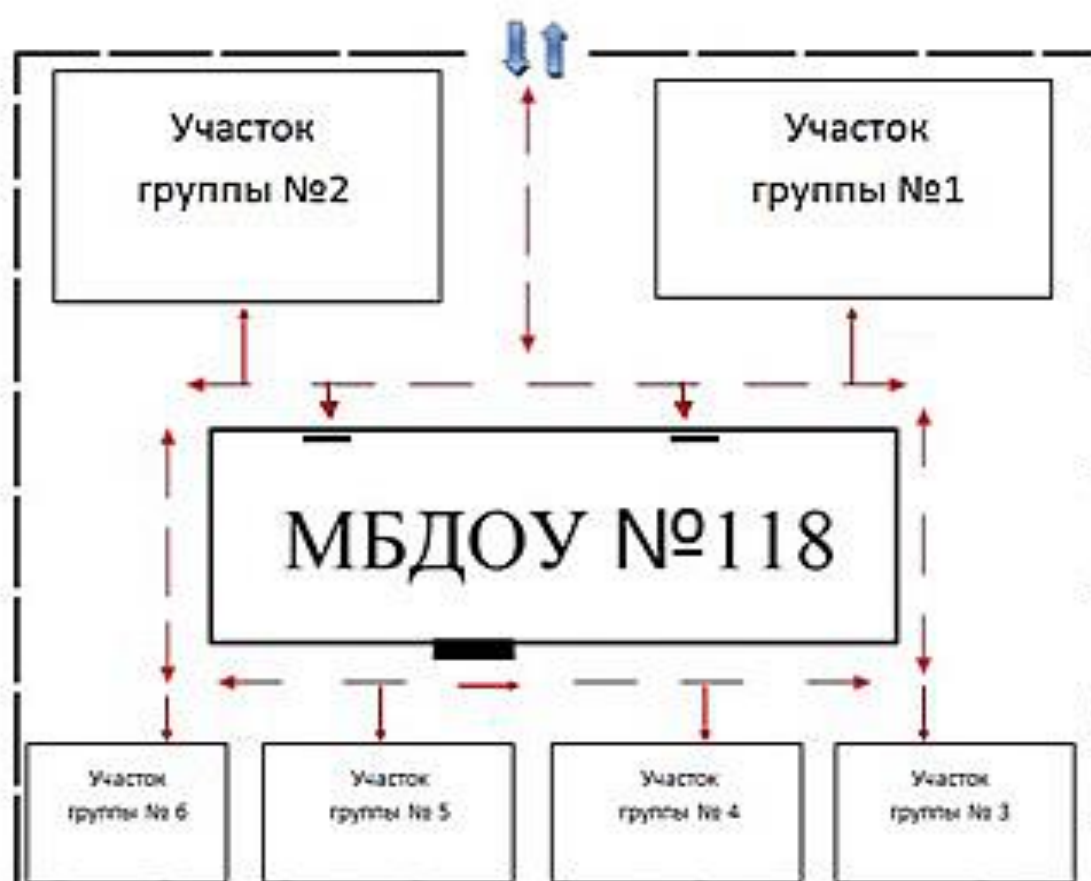 Участок
группы №2
Участок
группы №1
МБДОУ №118
Участок
группы № 6
Участок
группы № 5
Участок
группы № 4
Участок
группы № 3